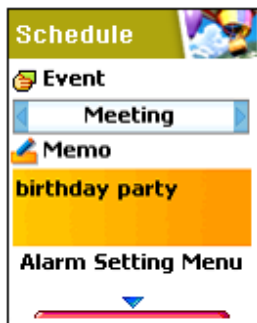 Schedule
Event
Meeting
Memo
birthday party
Alarm Setting Menu